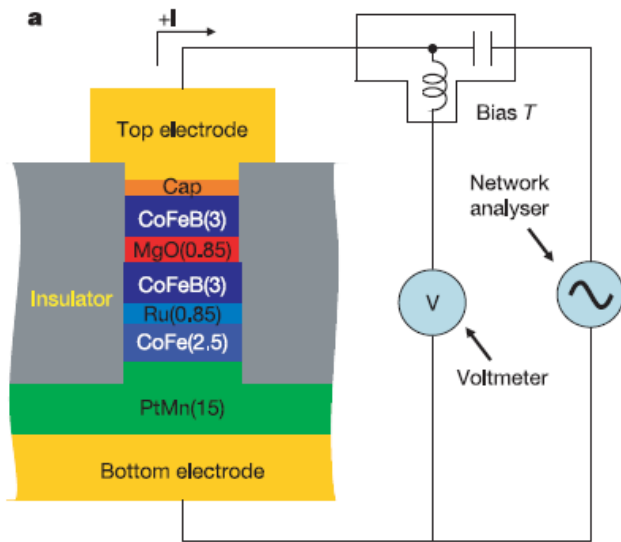 a
+I
Top electrode
Bias T
Cap
CoFeB(3)
Network
analyser
MgO(0.85)
CoFeB(3)
Insulator
V
Ru(0.85)
CoFe(2.5)
Voltmeter
PtMn(15)
Bottom electrode